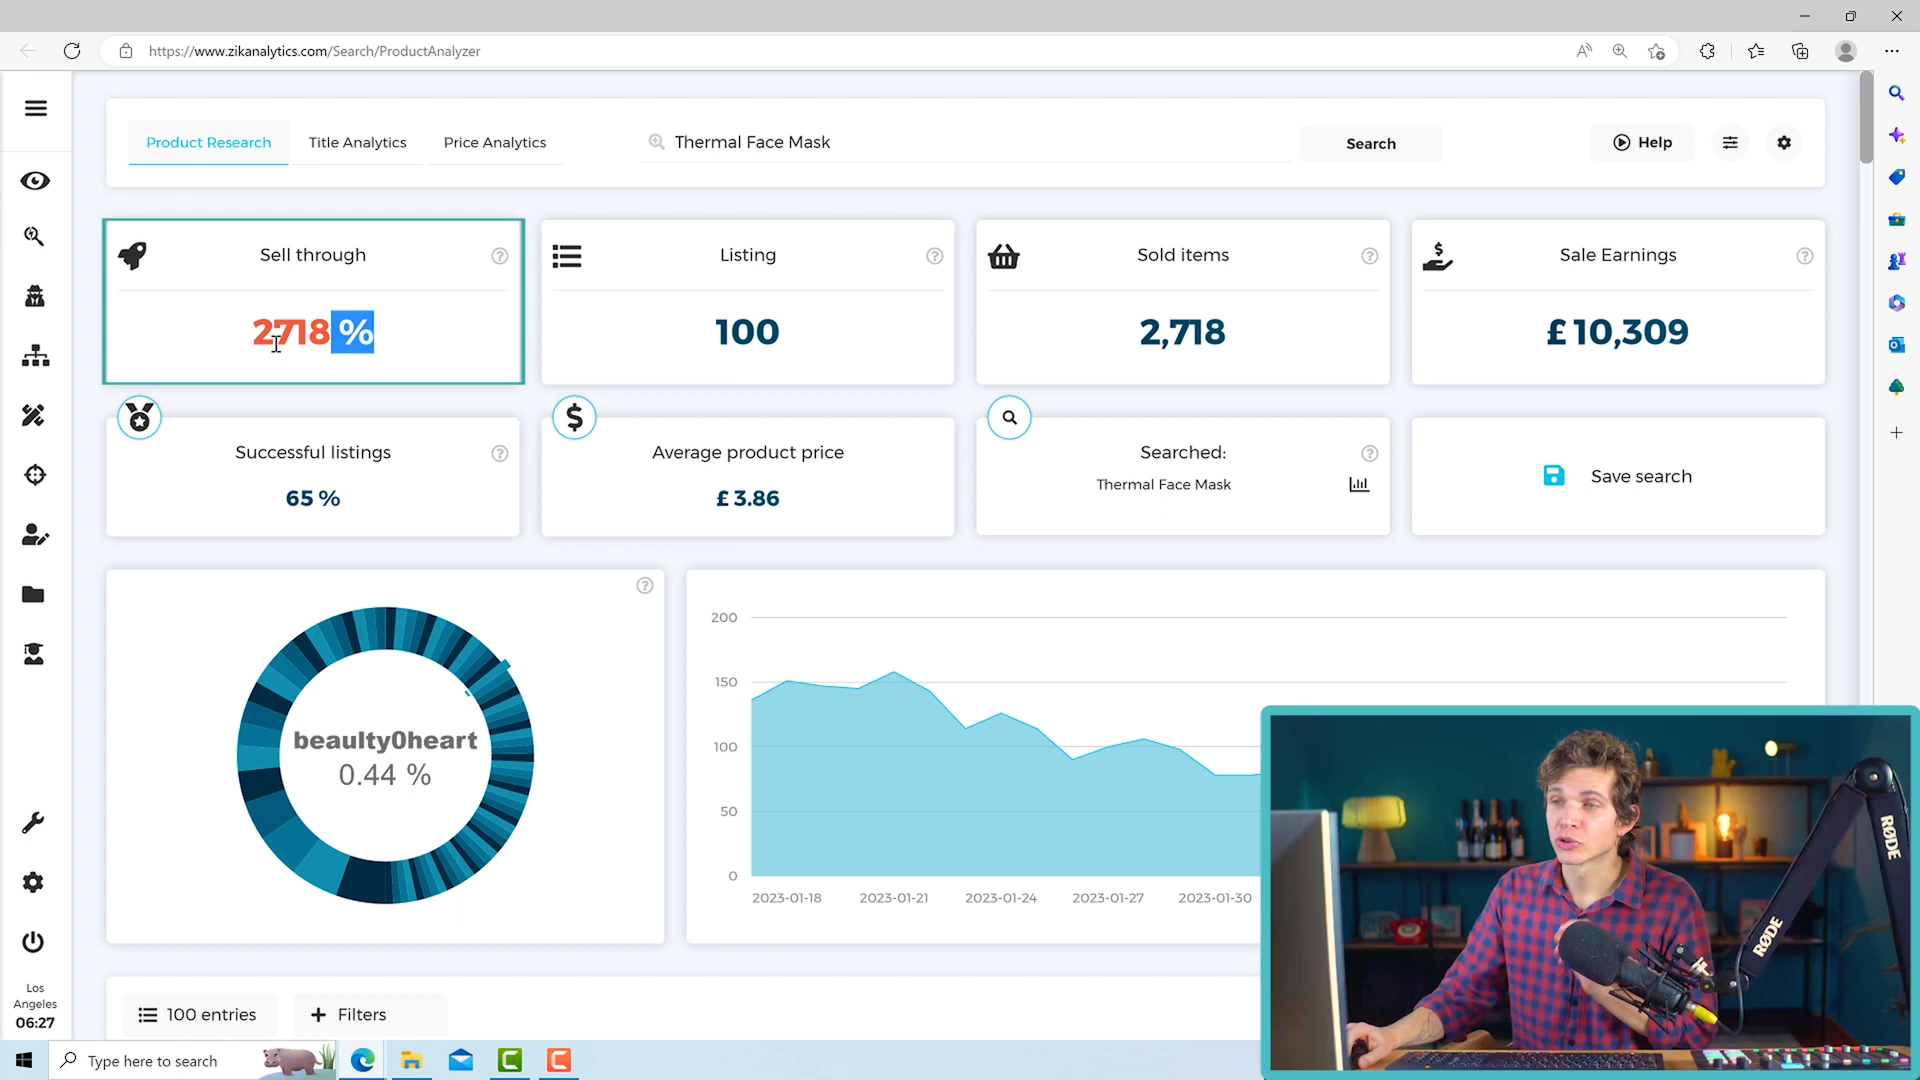 https://www.zikanalytics.com/Search/ProductAnalyzer
Product Research
Title Analytics
Price Analytics
Thermal Face Mask
Search
Help
Sell through
2718 %
Listing
100
Sold items
2,718
Sale Earnings
£ 10,309
Successful listings
65 %
Average product price
£ 3.86
Searched:
Thermal Face Mask
Save search
beaulty0heart
0.44 %
200
150
100
50
0
2023-01-18
2023-01-21
2023-01-24
2023-01-27
2023-01-30
RØDE
RØDE
100 entries
Filters
Los
Angeles
06:27
Type here to search